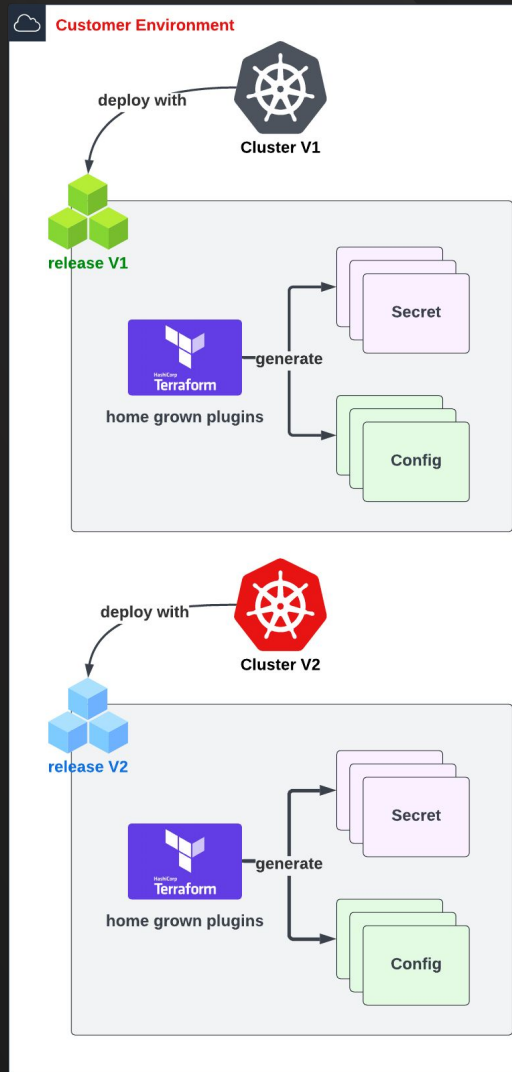 Customer Environment
deploy with
Cluster V1
release V1
Secret
generate
HashiCorp
Terraform
home grown plugins
Config
deploy with
Cluster V2
release V2
Secret
generate
HashiCorp
Terraform
home grown plugins
Config